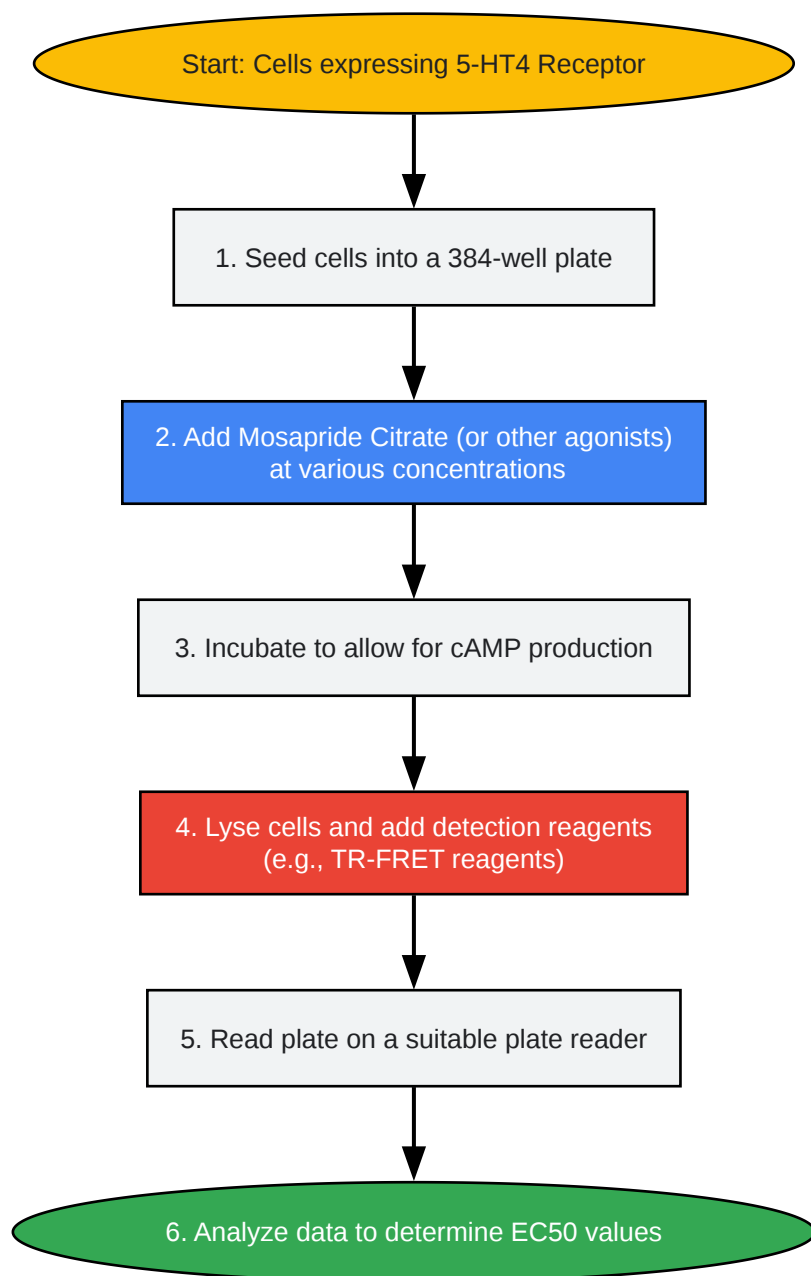 Start: Cells expressing 5-HT4 Receptor
1. Seed cells into a 384-well plate
2. Add Mosapride Citrate (or other agonists)
at various concentrations
3. Incubate to allow for cAMP production
4. Lyse cells and add detection reagents
(e.g., TR-FRET reagents)
5. Read plate on a suitable plate reader
6. Analyze data to determine EC50 values